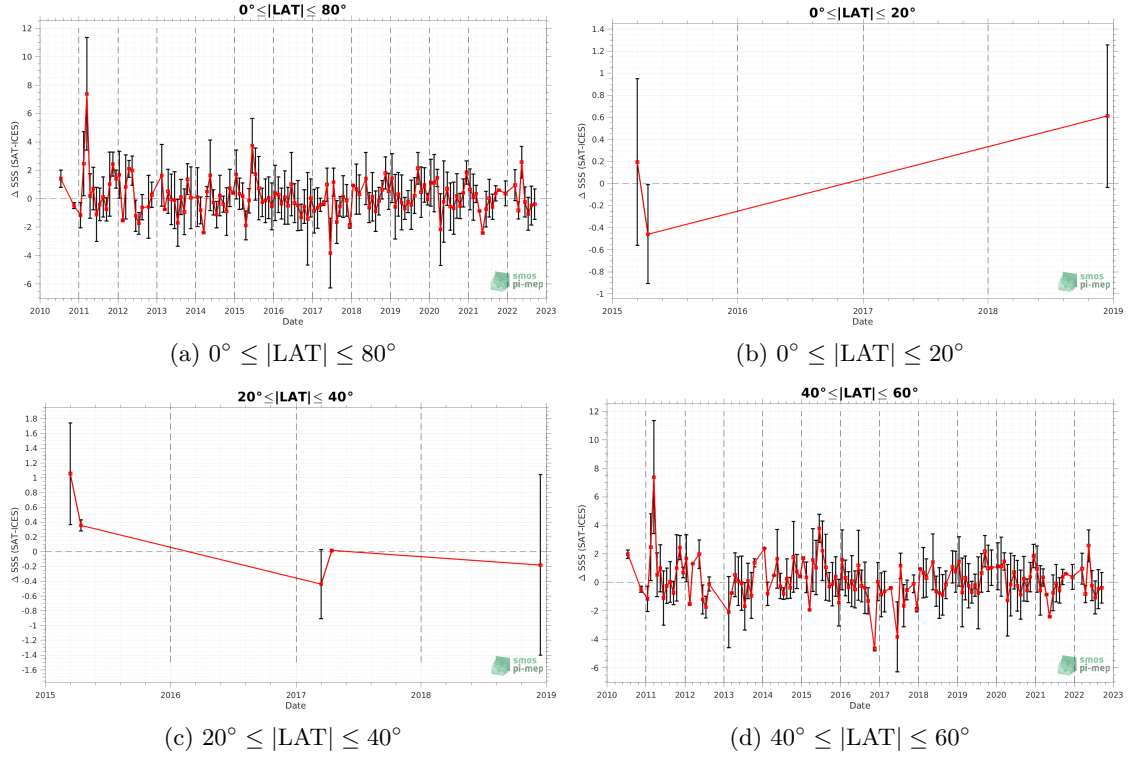 0°≤|LAT|≤ 80°
Δ SSS (SAT-ICES)
12
10
8
6
4
2
0
-2
-4
-6
2010 2011 2012 2013 2014 2015 2016 2017 2018 2019 2020 2021 2022 2023
Date
smos
pi-mep
(a) 0° ≤ |LAT| ≤ 80°
0°≤|LAT|≤ 20°
Δ SSS (SAT-ICES)
1.4
1.2
1
0.8
0.6
0.4
0.2
0
-0.2
-0.4
-0.6
-0.8
-1
2015 2016 2017 2018 2019
Date
smos
pi-mep
(b) 0° ≤ |LAT| ≤ 20°
20°≤|LAT|≤ 40°
Δ SSS (SAT-ICES)
1.8
1.6
1.4
1.2
1
0.8
0.6
0.4
0.2
0
-0.2
-0.4
-0.6
-0.8
-1
-1.2
-1.4
-1.6
2015 2016 2017 2018 2019
Date
smos
pi-mep
(c) 20° ≤ |LAT| ≤ 40°
40°≤|LAT|≤ 60°
Δ SSS (SAT-ICES)
12
10
8
6
4
2
0
-2
-4
-6
2010 2011 2012 2013 2014 2015 2016 2017 2018 2019 2020 2021 2022 2023
Date
smos
pi-mep
(d) 40° ≤ |LAT| ≤ 60°